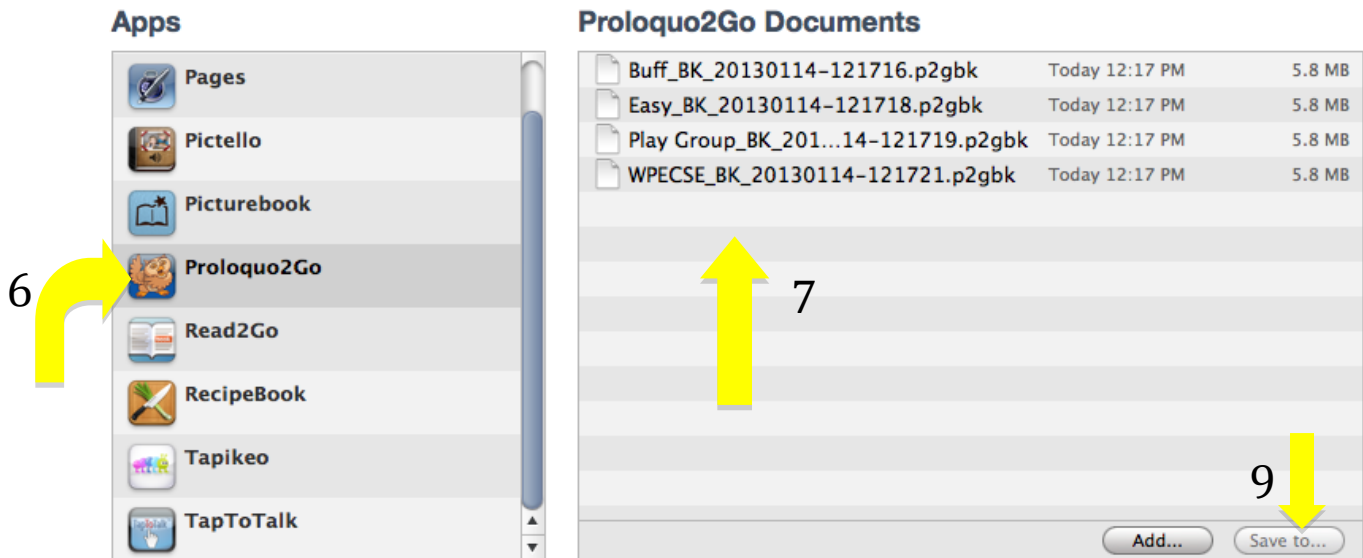 Apps
Pages
Pictello
Picturebook
6
Proloquo2Go
Read2Go
RecipeBook
Tapikeo
TapToTalk
Proloquo2Go Documents
Buff_BK_20130114-121716.p2gbk Today 12:17 PM 5.8 MB
Easy_BK_20130114-121718.p2gbk Today 12:17 PM 5.8 MB
Play Group_BK_201...14-121719.p2gbk Today 12:17 PM 5.8 MB
WPECSE_BK_20130114-121721.p2gbk Today 12:17 PM 5.8 MB
7
9
Add... Save to...